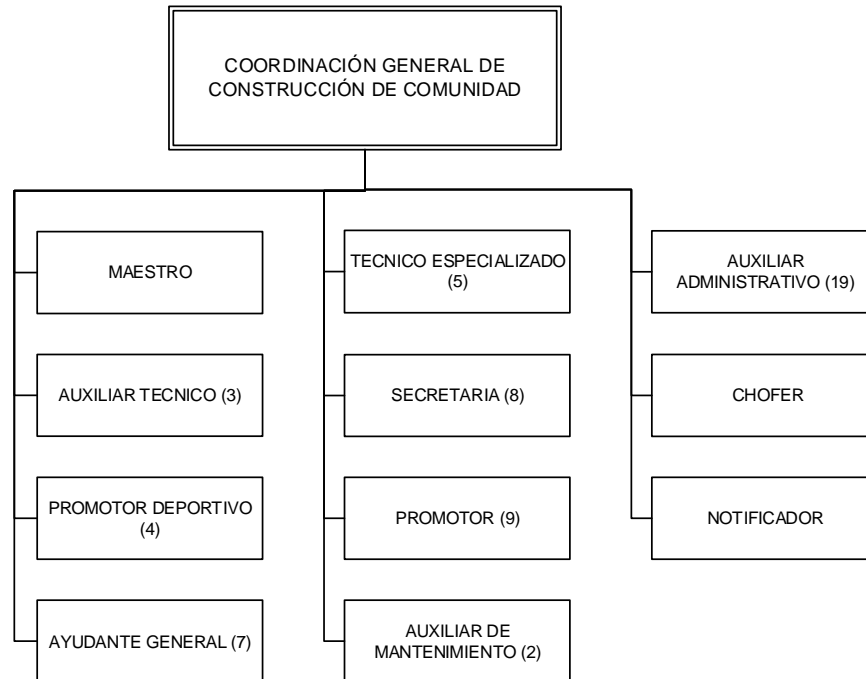 COORDINACIÓN GENERAL DE
CONSTRUCCIÓN DE COMUNIDAD
MAESTRO
TECNICO ESPECIALIZADO
(5)
AUXILIAR
ADMINISTRATIVO (19)
AUXILIAR TECNICO (3)
SECRETARIA (8)
CHOFER
PROMOTOR DEPORTIVO
(4)
PROMOTOR (9)
NOTIFICADOR
AYUDANTE GENERAL (7)
AUXILIAR DE
MANTENIMIENTO (2)